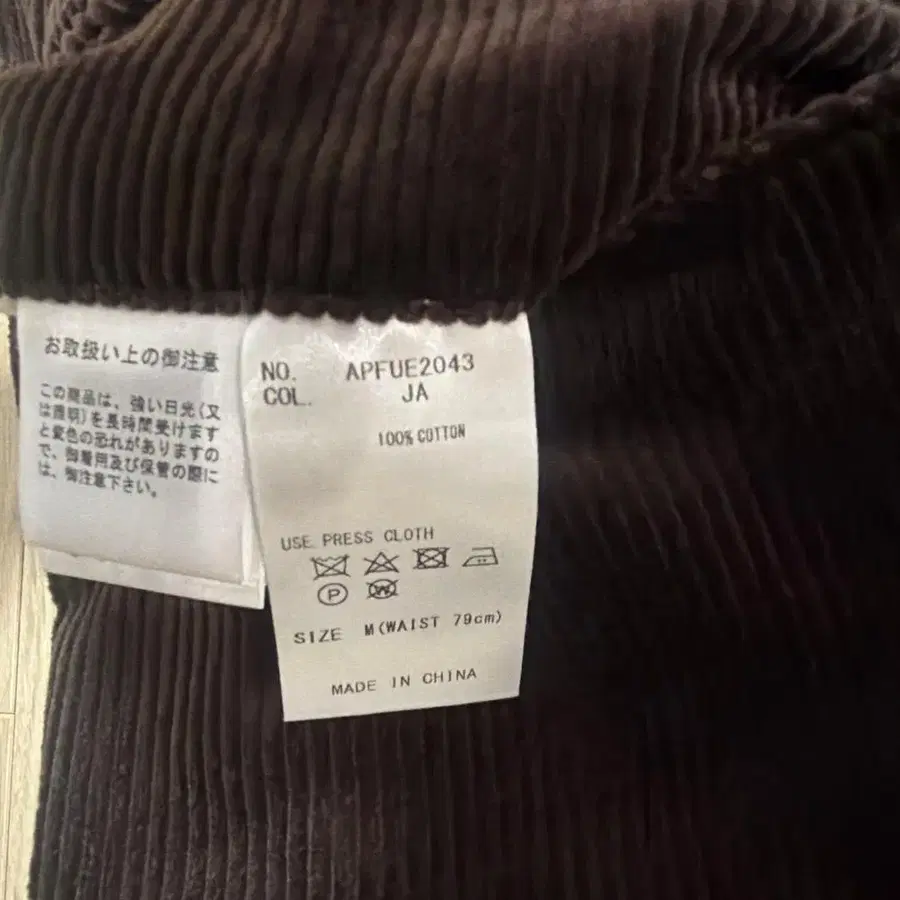 お取扱い上の御注意
この商品は、強い日光(又
は透明)を長時間受けます
と変色の恐れがありますの
で、御着用及び保管の際に
は、御注意下さい。
NO. APFUE2043
COL. JA
100% COTTON
USE PRESS CLOTH
P W
SIZE M(WAIST 79cm)
MADE IN CHINA